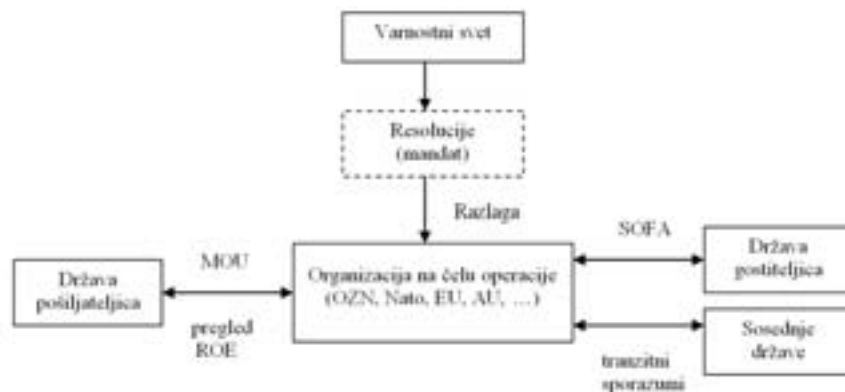 Varnostni svet
Resolucije
(mandat)
Razlaga
MOU
SOFA
Država
pošiljateljica
Organizacija na čelu operacije
(OZN, Nato, EU, AU, …)
Država
gostiteljica
pregled
ROE
Sosednje
države
tranzitni
sporazumi